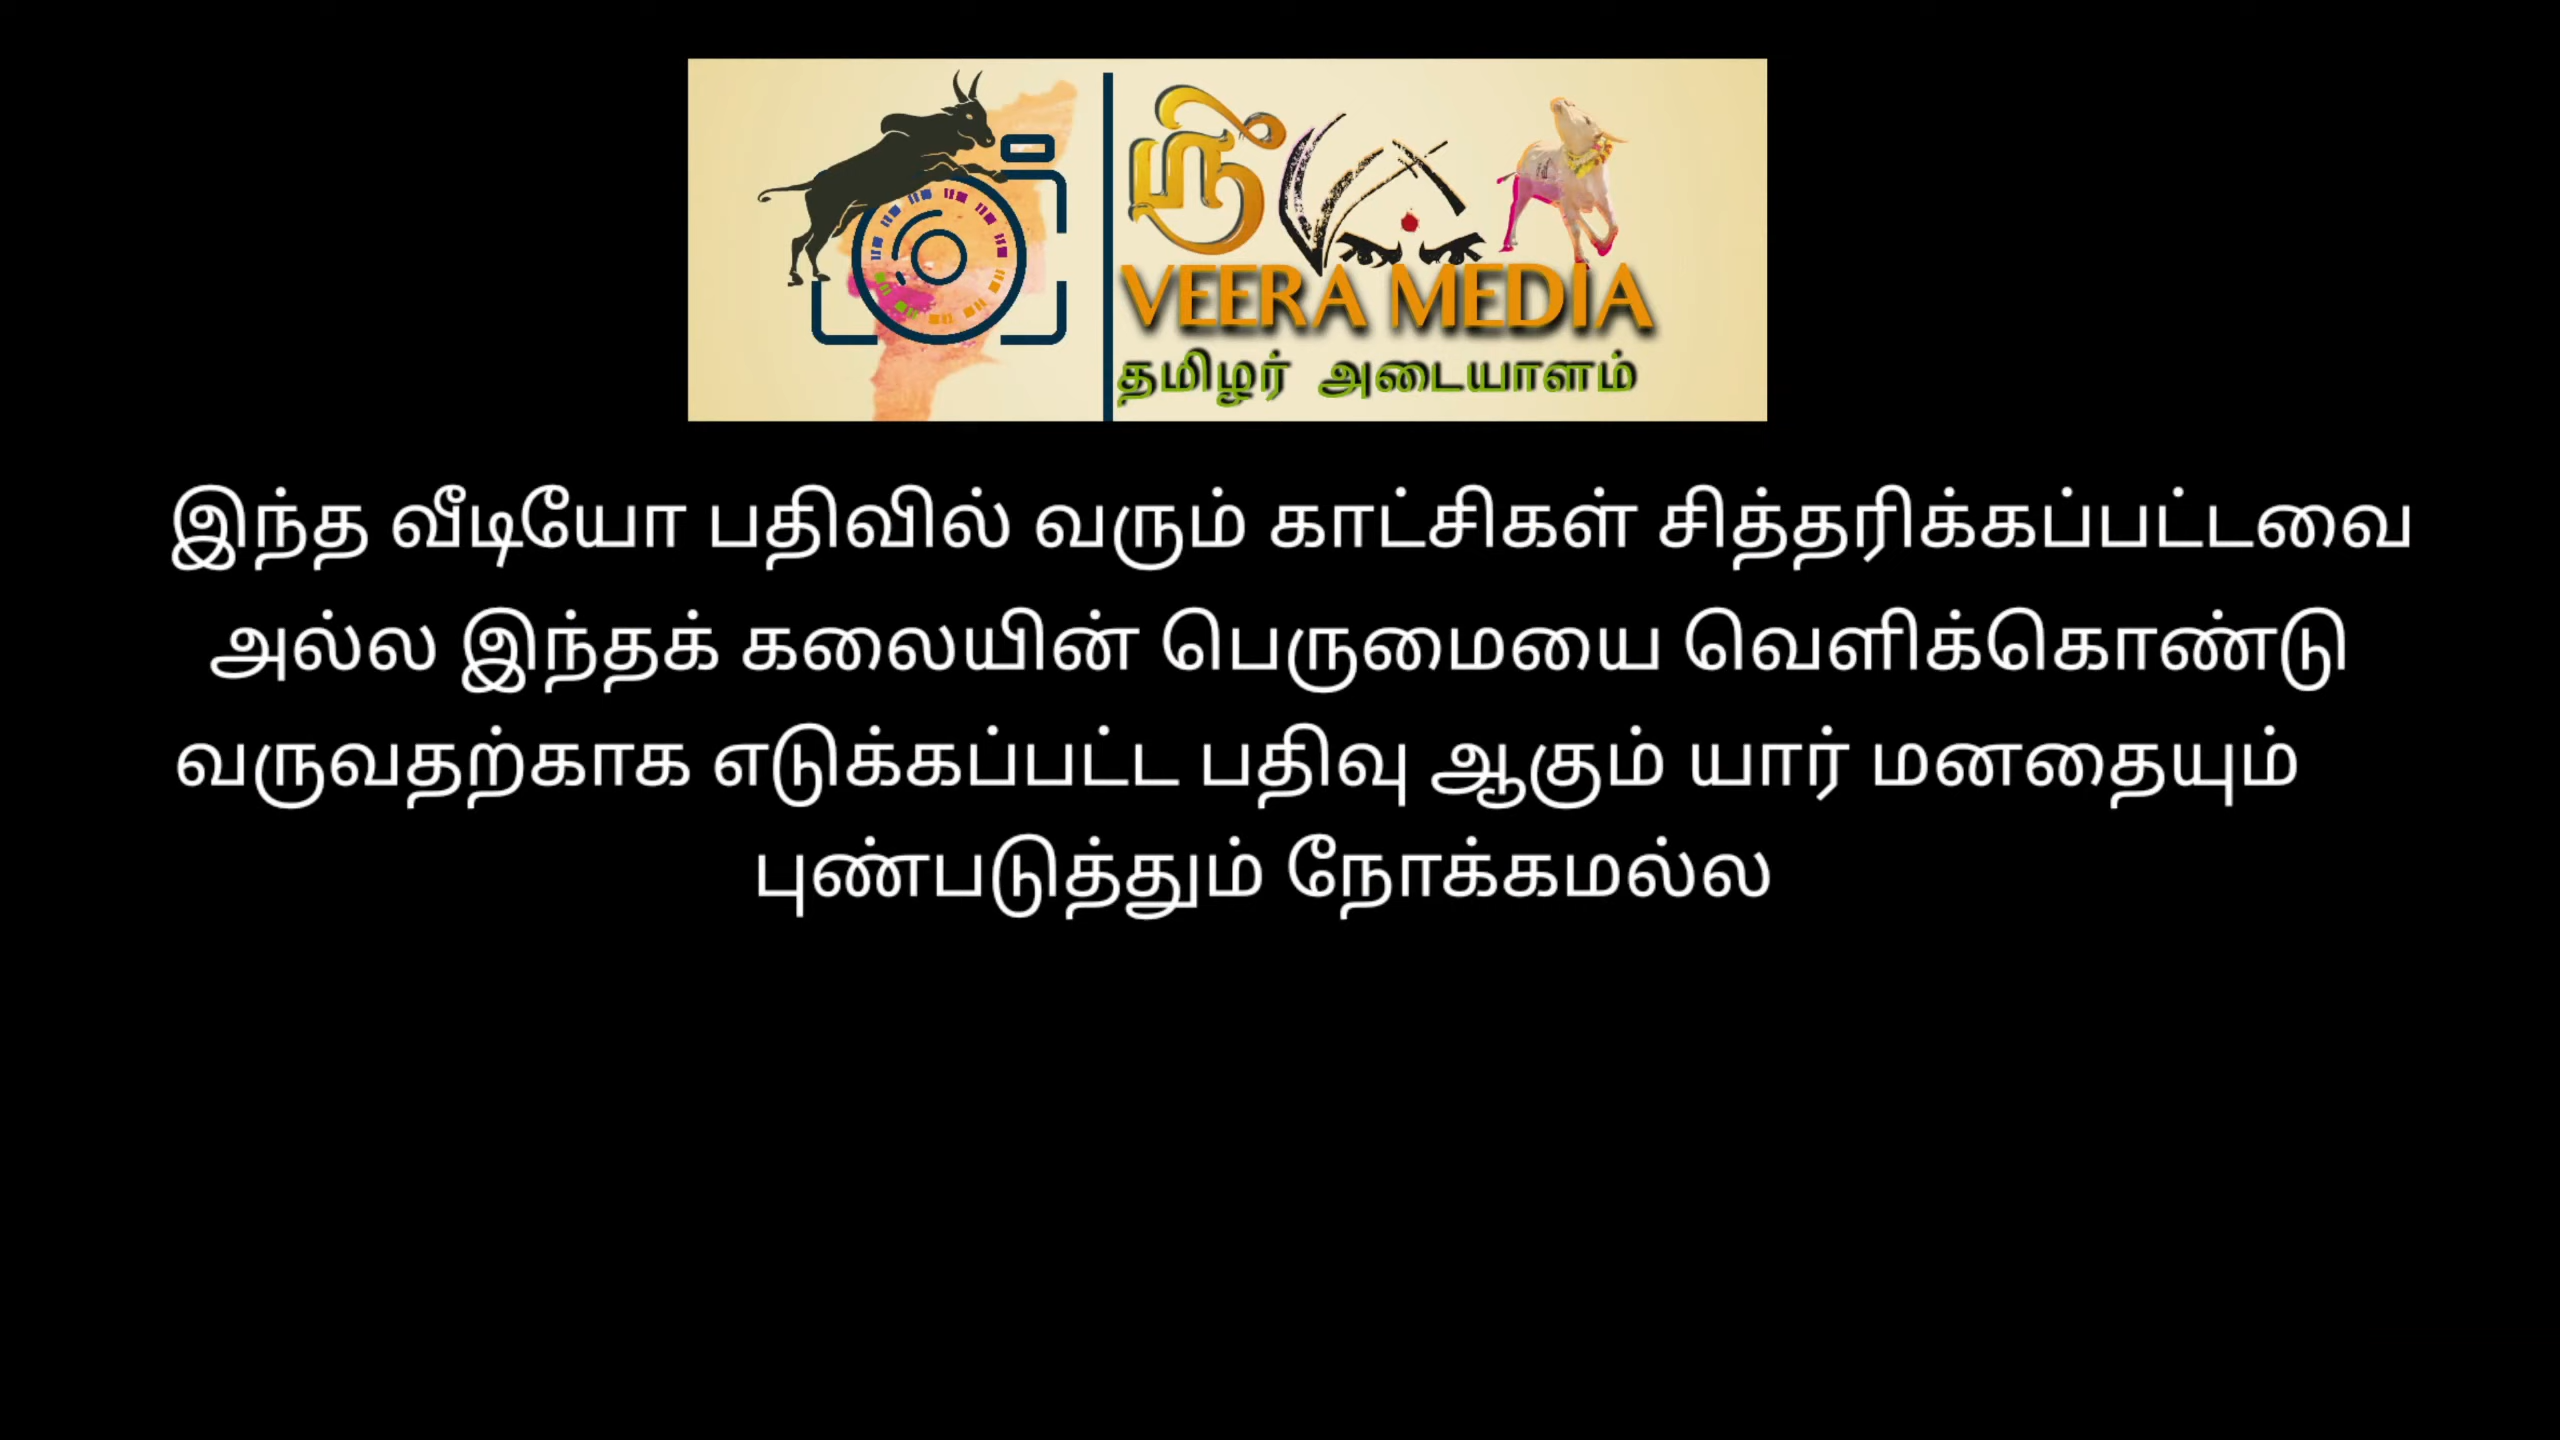 ஸ்ரீ
VEERA MEDIA
தமிழர் அடையாளம்
இந்த வீடியோ பதிவில் வரும் காட்சிகள் சித்தரிக்கப்பட்டவை
அல்ல இந்தக் கலையின் பெருமையை வெளிக்கொண்டு
வருவதற்காக எடுக்கப்பட்ட பதிவு ஆகும் யார் மனதையும்
புண்படுத்தும் நோக்கமல்ல